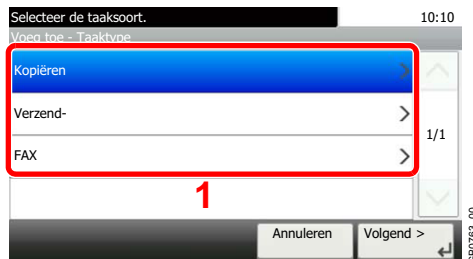 Selecteer de taaksoort. 10:10
Voeg toe - Taaktype
Kopiëren
Verzend-
1/1
FAX
1
Annuleren Volgend >